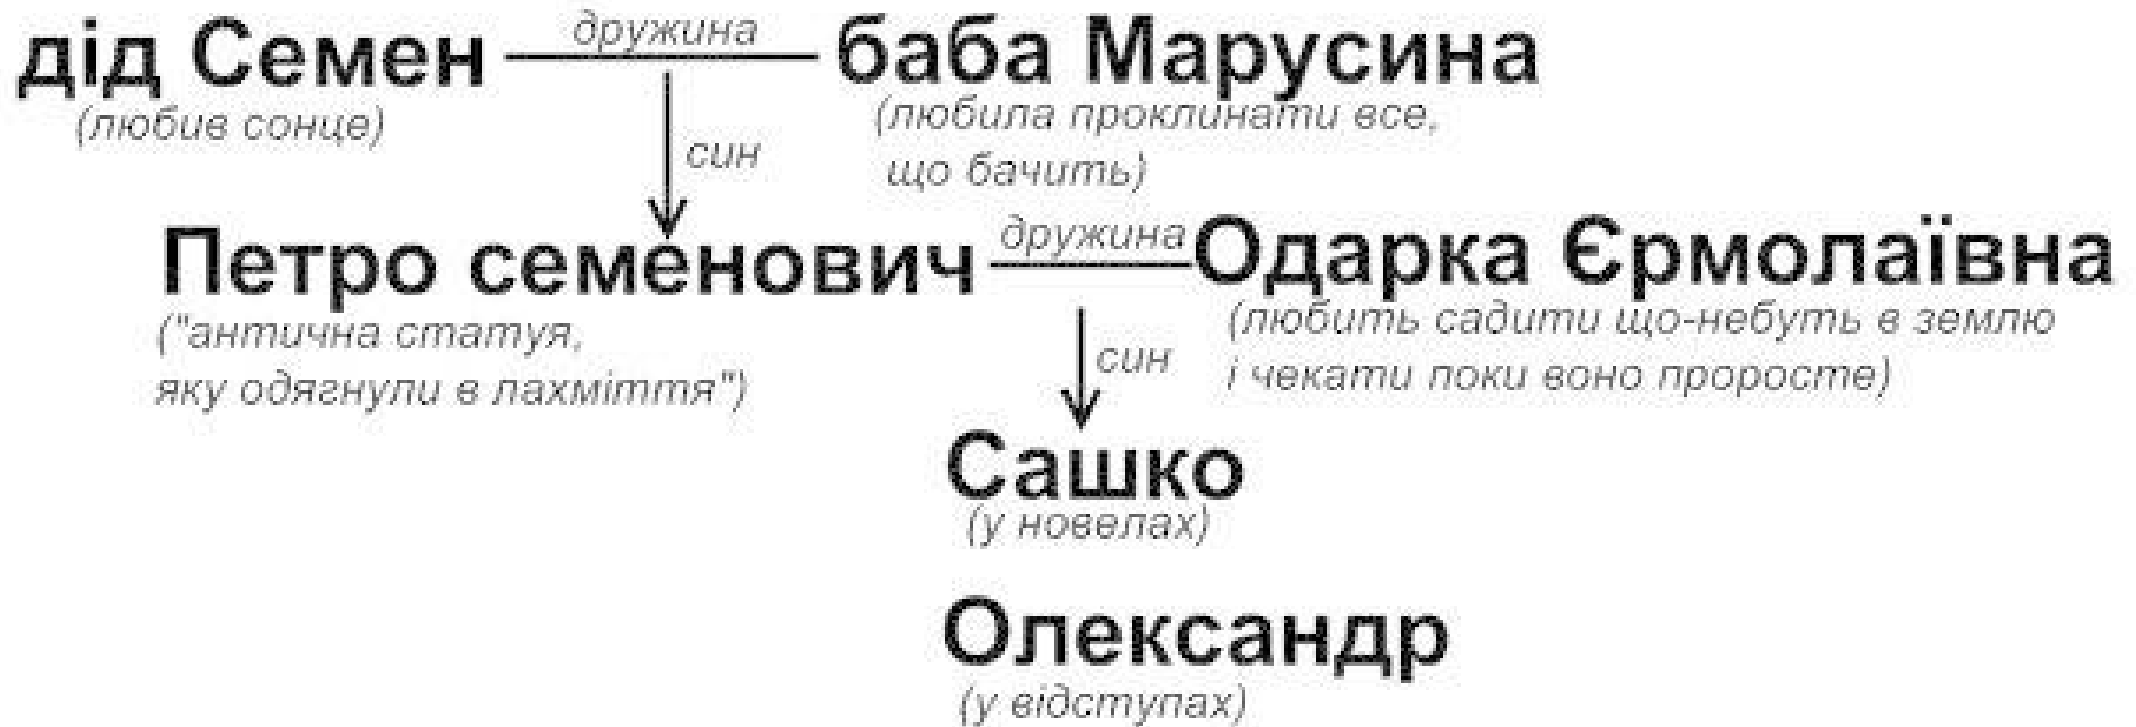 дід Семен дружина баба Марусина
(любив сонце)
(любила проклинати все,
що бачить)
син
Петро семенович дружина Одарка Єрмолаївна
("антична статуя,
яку одягнули в лахміття")
(любить садити що-небуть в землю
і чекати поки воно проросте)
син
Сашко
(у новелах)
Олександр
(у відступах)